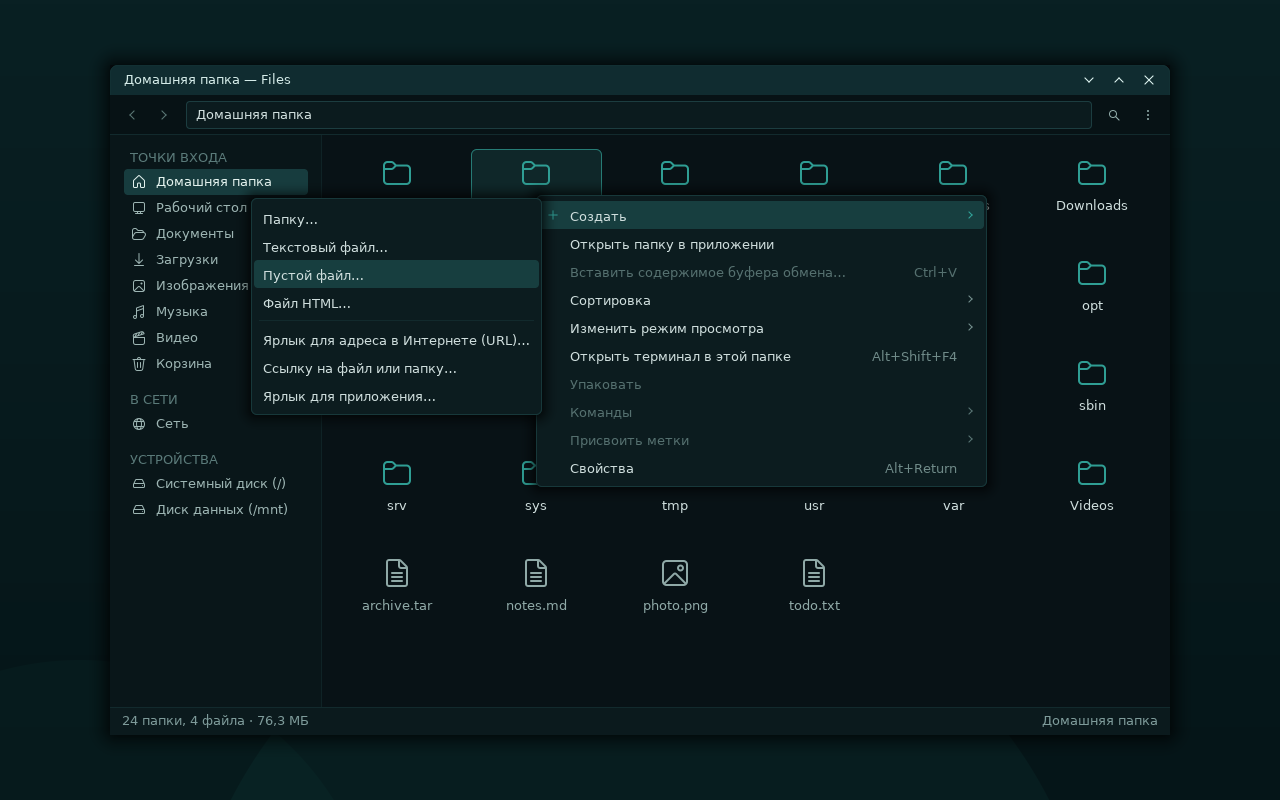 Домашняя папка — Files
Домашняя папка
ТОЧКИ ВХОДА
Домашняя папка
Рабочий стол
Документы
Загрузки
Изображения
Музыка
Видео
Корзина
В СЕТИ
Сеть
УСТРОЙСТВА
Системный диск (/)
Диск данных (/mnt)
Папку...
Текстовый файл...
Пустой файл...
Файл HTML...
Ярлык для адреса в Интернете (URL)...
Ссылку на файл или папку...
Ярлык для приложения...
Создать
Открыть папку в приложении
Вставить содержимое буфера обмена... Ctrl+V
Сортировка
Изменить режим просмотра
Открыть терминал в этой папке Alt+Shift+F4
Упаковать
Команды
Присвоить метки
Свойства Alt+Return
Downloads
opt
sbin
srv sys tmp usr var Videos
archive.tar notes.md photo.png todo.txt
24 папки, 4 файла · 76,3 МБ
Домашняя папка